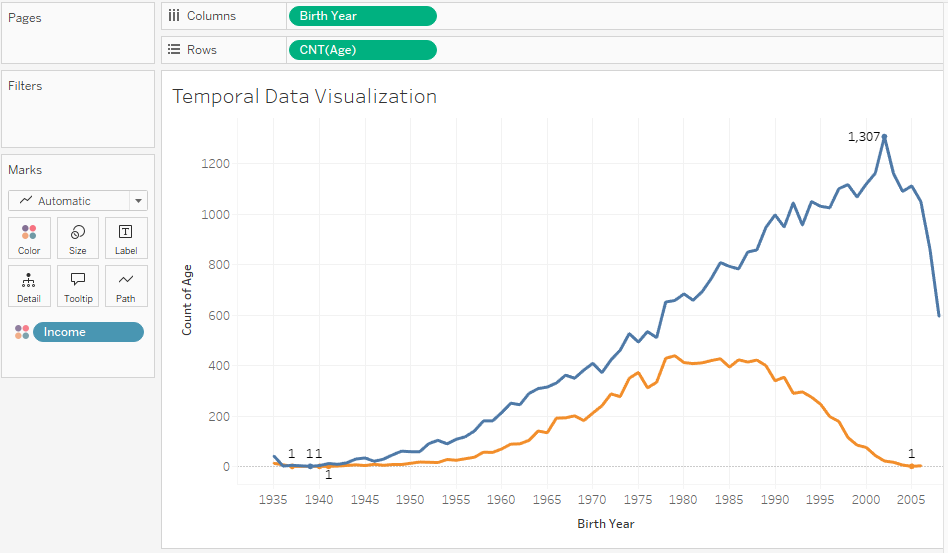 Pages
Columns
Birth Year
Rows
CNT(Age)
Filters
Marks
Automatic
Color
Size
Label
Detail
Tooltip
Path
Income
Temporal Data Visualization
Count of Age
1200
1000
800
600
400
200
0
1,307
1
1 1
1
1
1935 1940 1945 1950 1955 1960 1965 1970 1975 1980 1985 1990 1995 2000 2005
Birth Year